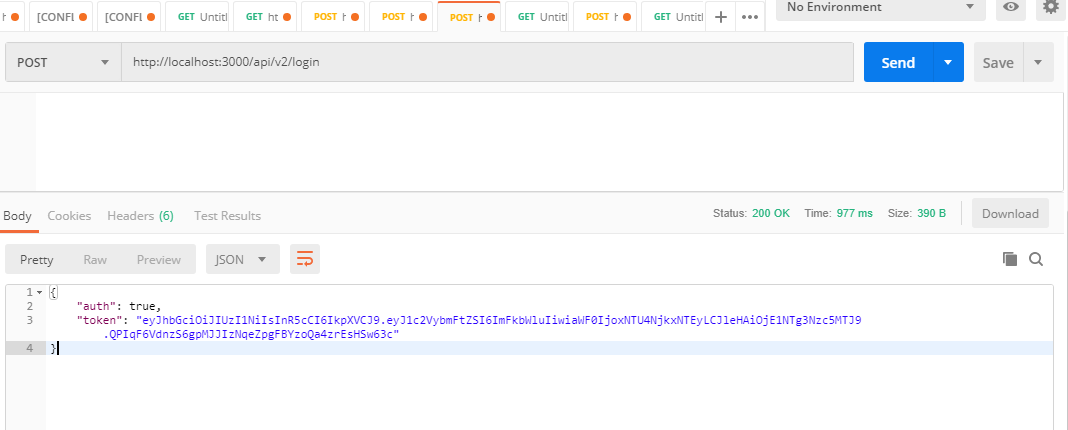 [CONFL [CONFL GET Untitl GET ht POST h POST h POST h GET Untitl POST h GET Untitl + ••• No Environment
POST http://localhost:3000/api/v2/login Send Save
Body Cookies Headers (6) Test Results Status: 200 OK Time: 977 ms Size: 390 B Download
Pretty Raw Preview JSON
1 {
2 "auth": true,
3 "token": "eyJhbGciOiJIUzI1NiIsInR5cCI6IkpXVCJ9.eyJ1c2VybmFtZSI6ImFkbWluIiwiaWF0IjoxNTU4NjkxNTEyLCJleHAiOjE1NTg3Nzc5MTJ9
.QPIqF6VdnzS6gpMJJIzNqeZpgFBYzoQa4zrEsHSw63c"
4 }